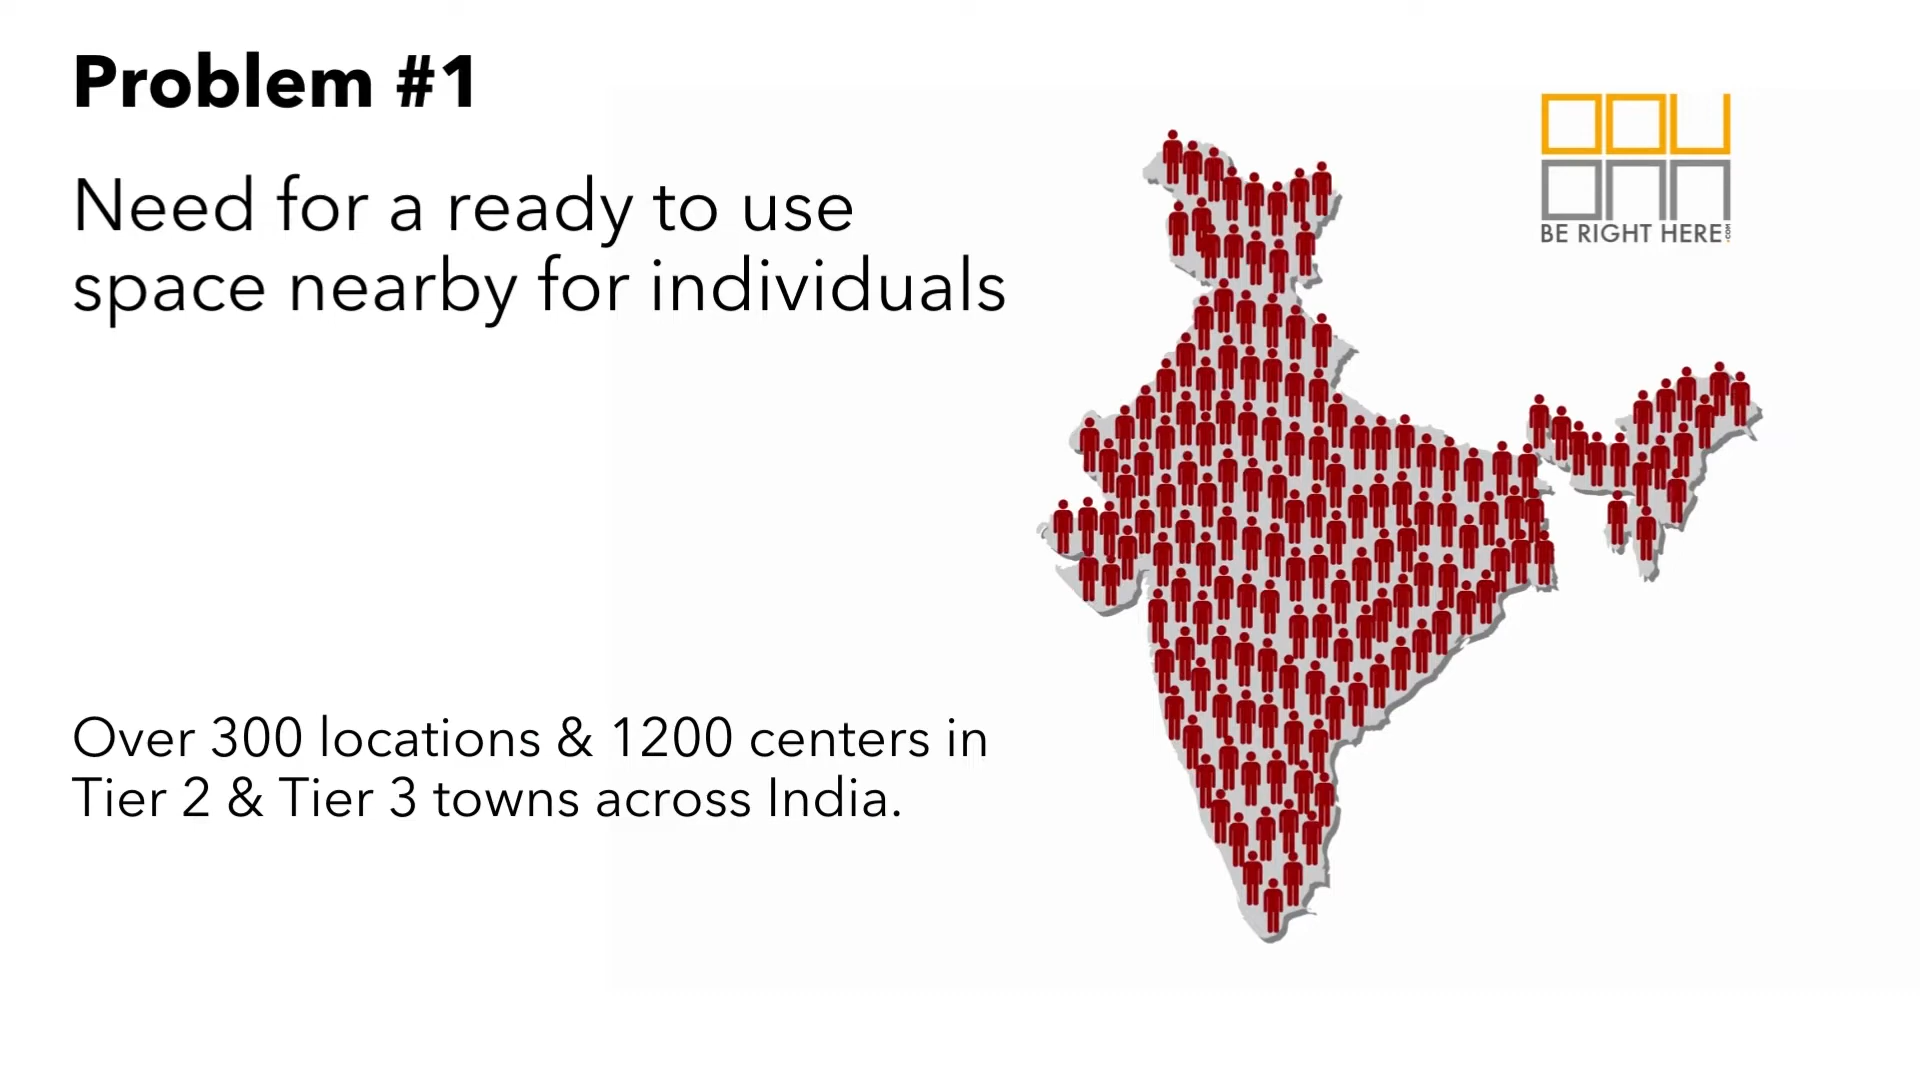 Problem #1
Need for a ready to use
space nearby for individuals
BE RIGHT HERE.COM
Over 300 locations & 1200 centers in
Tier 2 & Tier 3 towns across India.